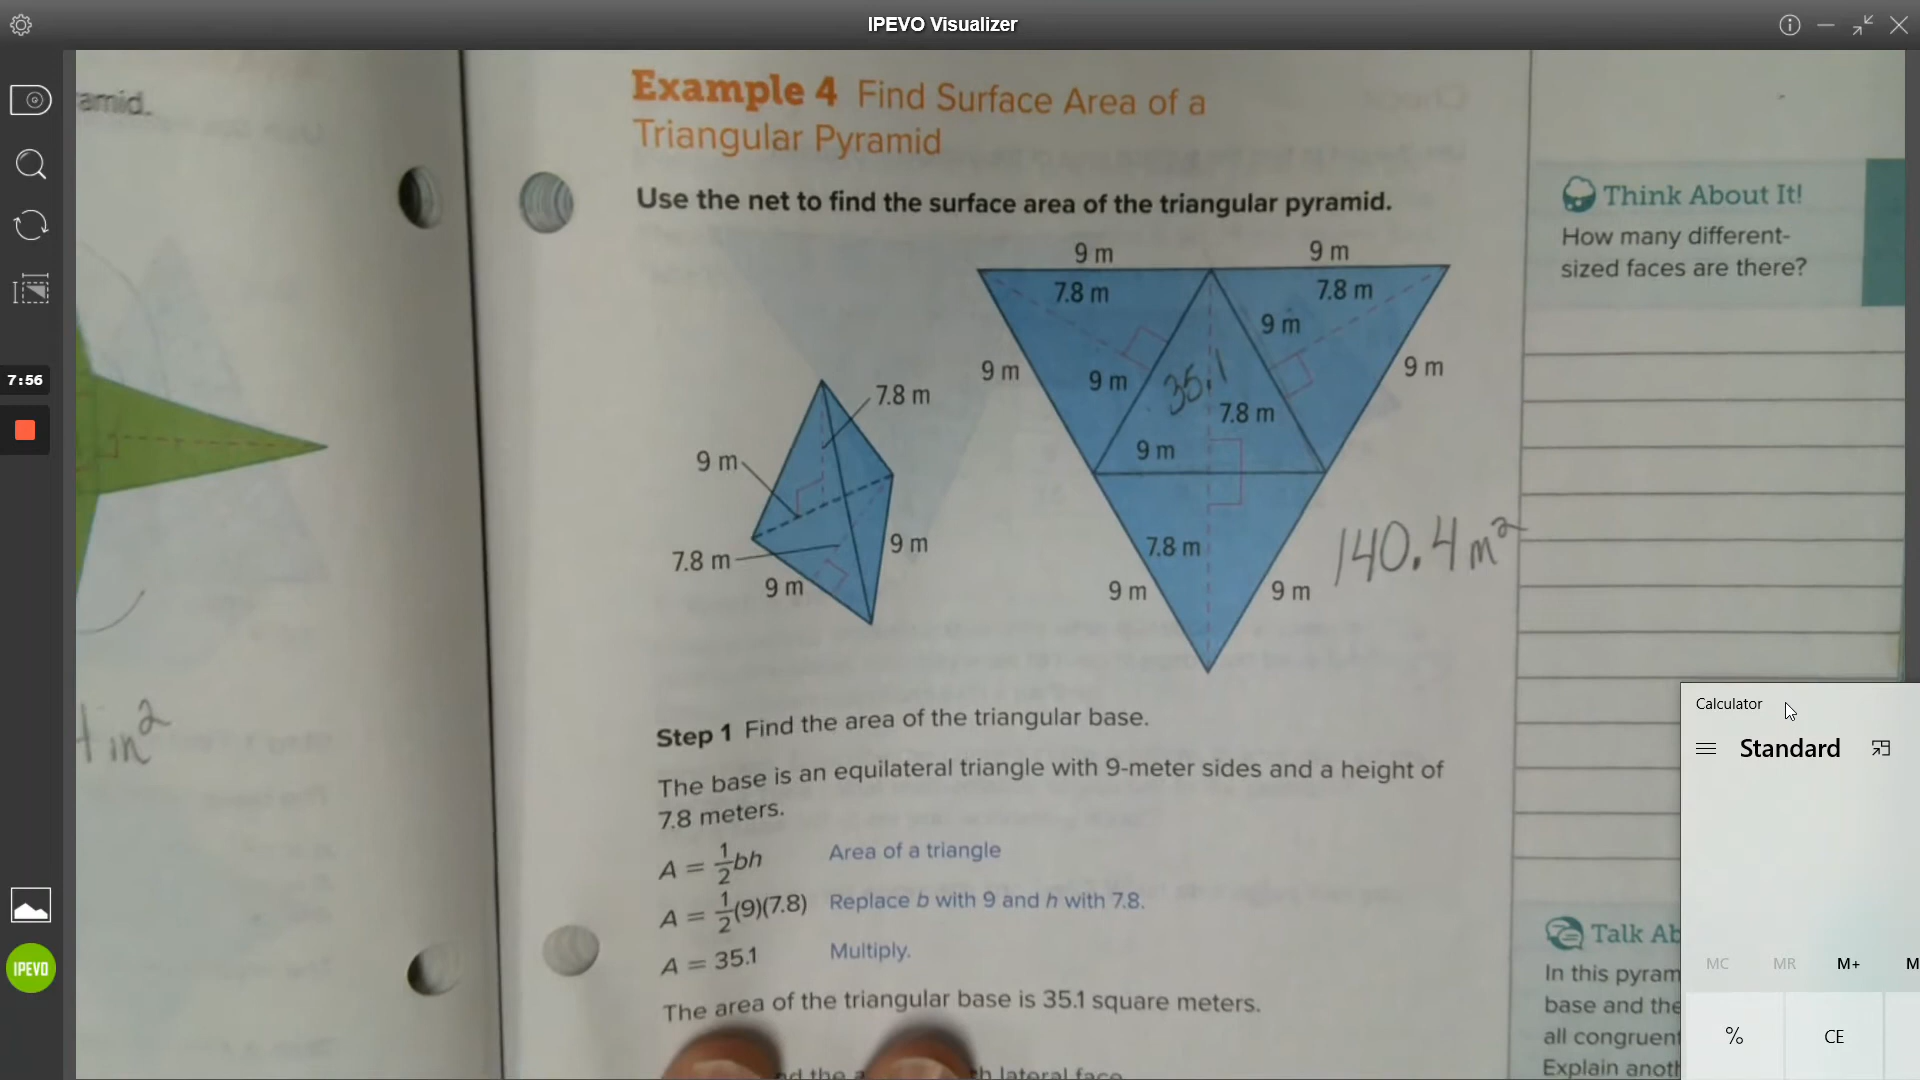 IPEVO Visualizer
7:56
IPEVO
amid.
in²
Example 4 Find Surface Area of a
Triangular Pyramid
Use the net to find the surface area of the triangular pyramid.
9 m
9 m
7.8 m
7.8 m
9 m
9 m
9 m
9 m
35.1
7.8 m
9 m
7.8 m
9 m
9 m
140.4 m²
7.8 m
9 m
9 m
7.8 m
9 m
Step 1 Find the area of the triangular base.
The base is an equilateral triangle with 9-meter sides and a height of
7.8 meters.
A = 1/2 bh Area of a triangle
A = 1/2 (9)(7.8) Replace b with 9 and h with 7.8.
A = 35.1 Multiply.
The area of the triangular base is 35.1 square meters.
lateral face
Think About It!
How many different-
sized faces are there?
Talk Ab
In this pyram
base and the
all congruent
Explain anoth
Calculator
Standard
MC MR M+ M
% CE